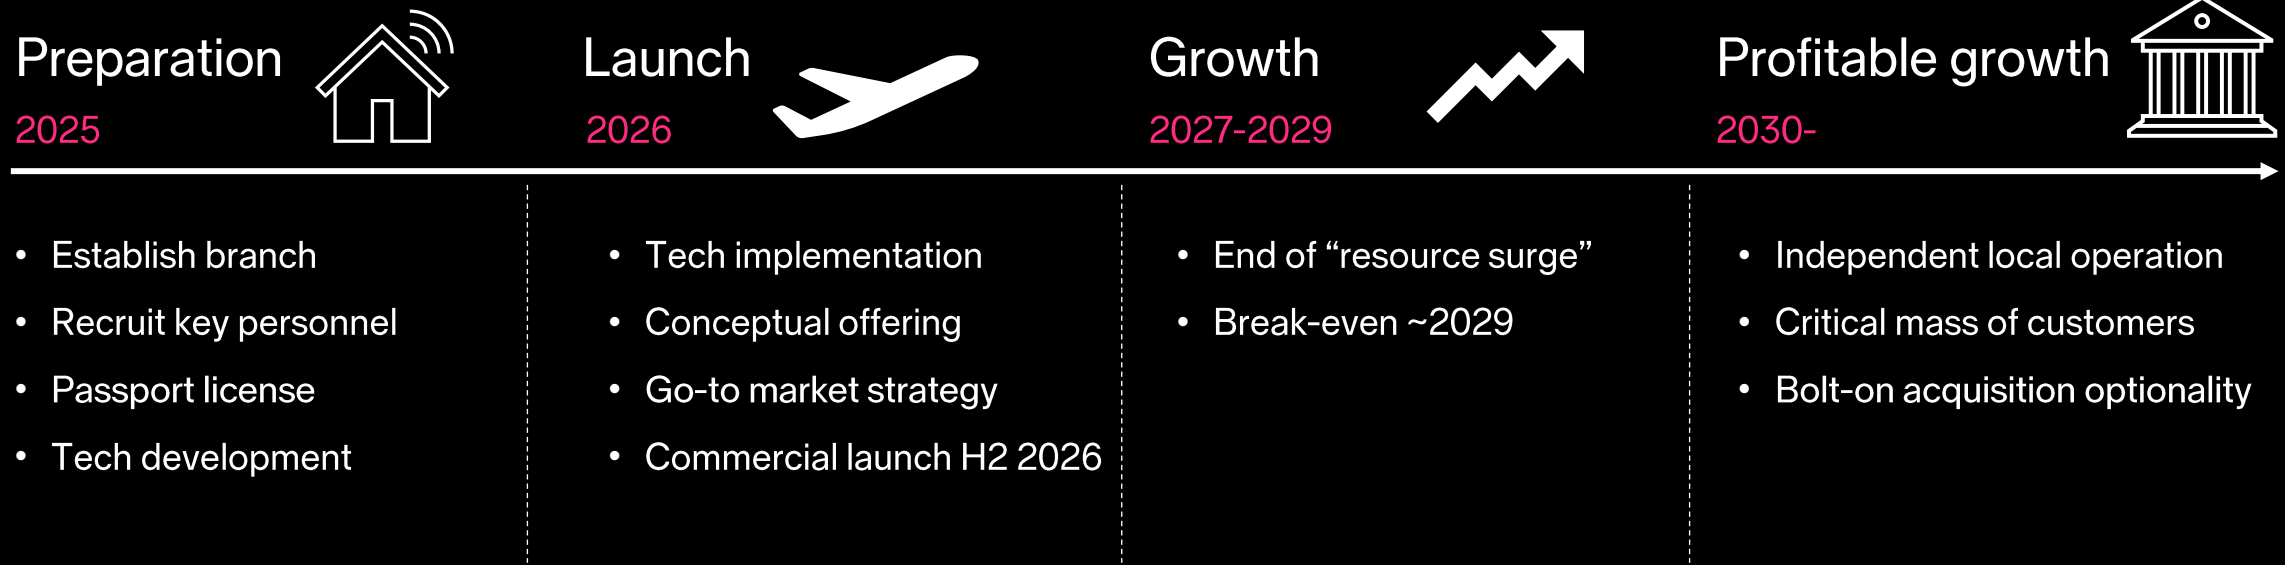 Preparation
2025
• Establish branch
• Recruit key personnel
• Passport license
• Tech development
Launch
2026
• Tech implementation
• Conceptual offering
• Go-to market strategy
• Commercial launch H2 2026
Growth
2027-2029
• End of “resource surge”
• Break-even ~2029
Profitable growth
2030-
• Independent local operation
• Critical mass of customers
• Bolt-on acquisition optionality